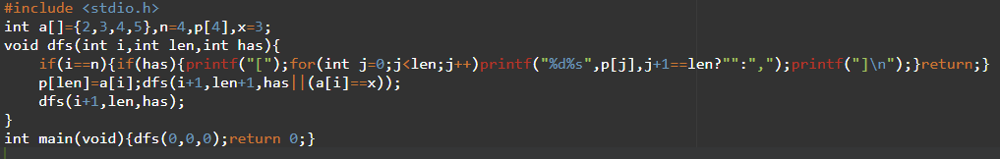 #include <stdio.h>
int a[]={2,3,4,5},n=4,p[4],x=3;
void dfs(int i,int len,int has){
    if(i==n){if(has){printf("[");for(int j=0;j<len;j++)printf("%d%s",p[j],j+1==len?"":",");printf("]\n");}return;}
    p[len]=a[i];dfs(i+1,len+1,has||(a[i]==x));
    dfs(i+1,len,has);
}
int main(void){dfs(0,0,0);return 0;}